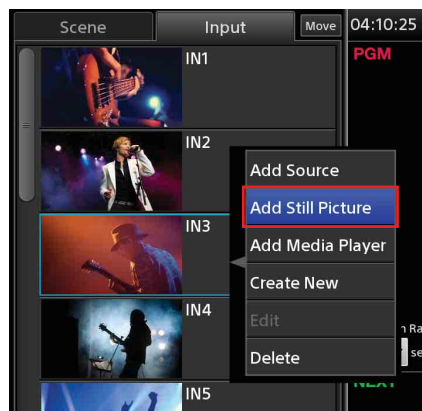 Scene
Input
Move
04:10:25
PGM
IN1
IN2
IN3
IN4
IN5
Add Source
Add Still Picture
Add Media Player
Create New
Edit
Delete